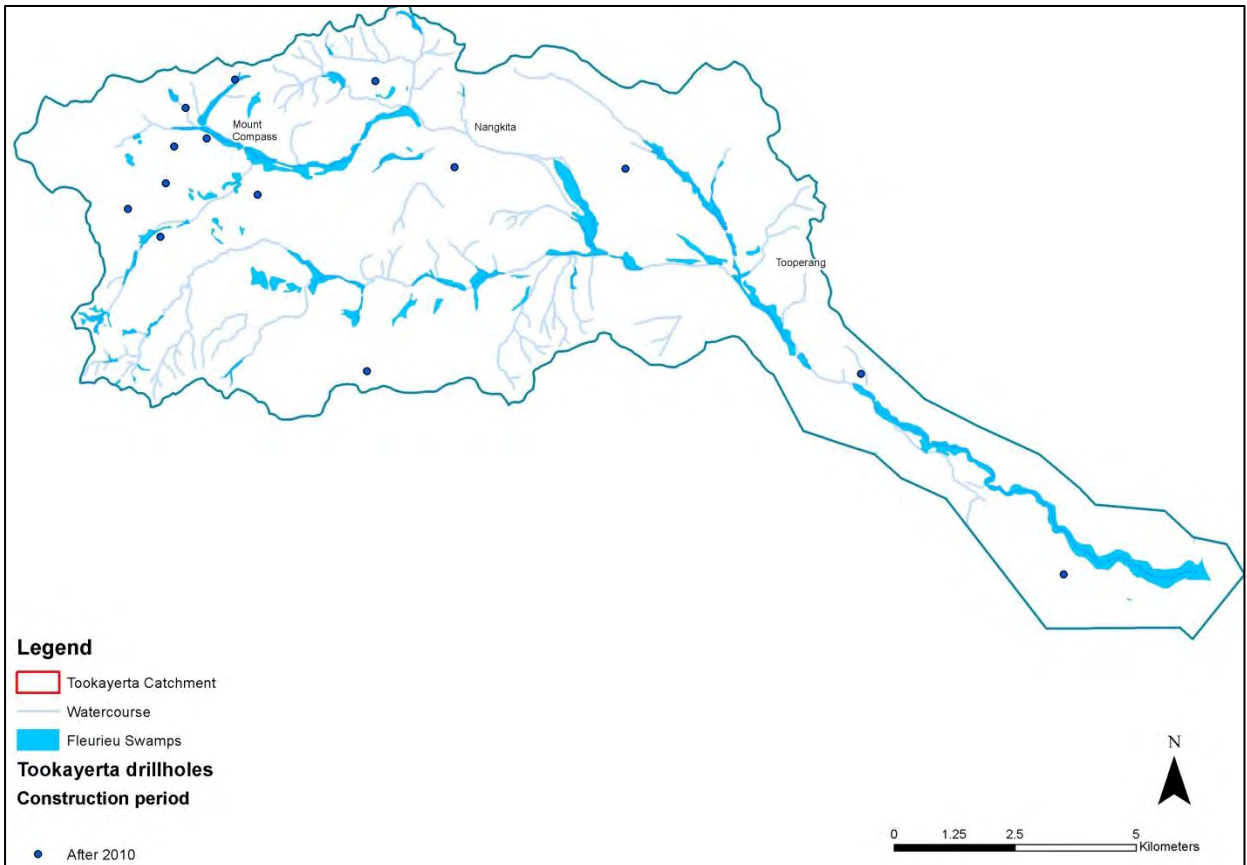 Mount
Compass
Nangkita
Tooperang
Legend
Tookayerta Catchment
Watercourse
Fleurieu Swamps
Tookayerta drillholes
Construction period
After 2010
N
0 1.25 2.5 5
Kilometers